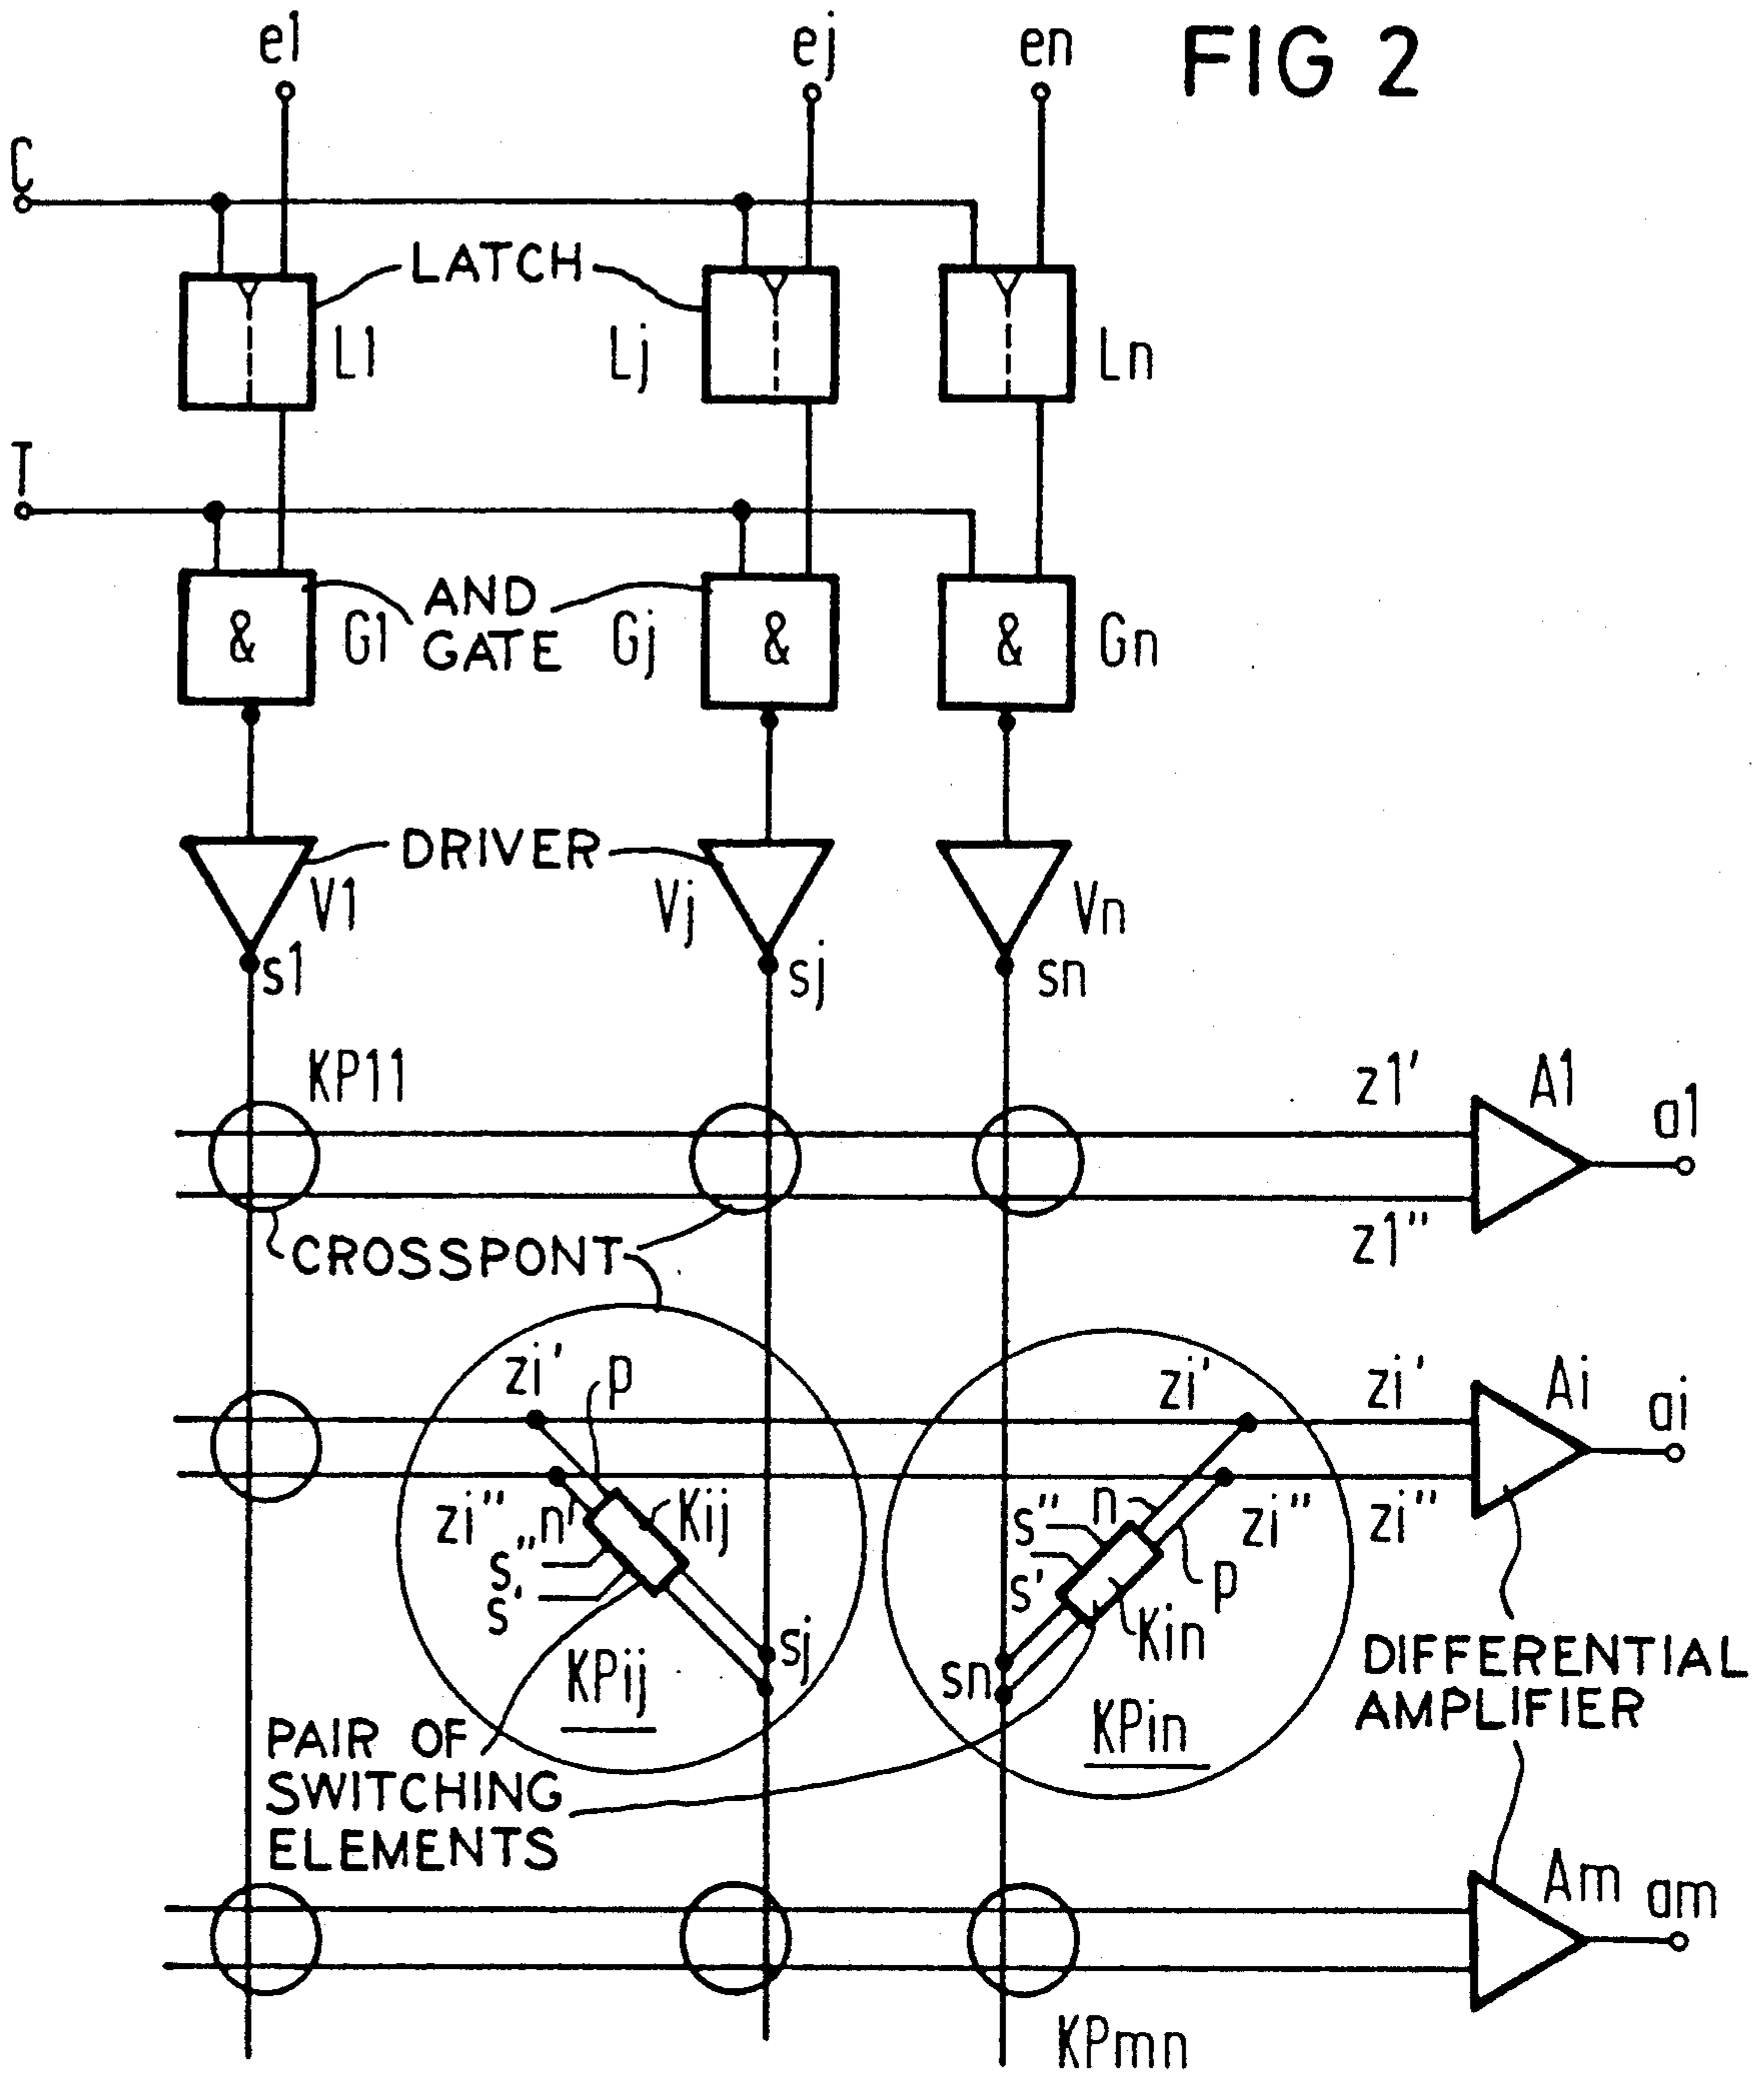 e1 ej en FIG 2
C
LATCH
L1 Lj Ln
T
AND
GATE
& G1 & Gj & Gn
DRIVER
V1 Vj Vn
s1 sj sn
KP11 z1' A1 a1
z1"
CROSSPONT
zi' p zi' zi' Ai ai
zi" n Kij s" n zi" zi"
s" s' p
s' Kin
sj sn
KPij KPin
DIFFERENTIAL
AMPLIFIER
PAIR OF
SWITCHING
ELEMENTS
Am am
KPmn